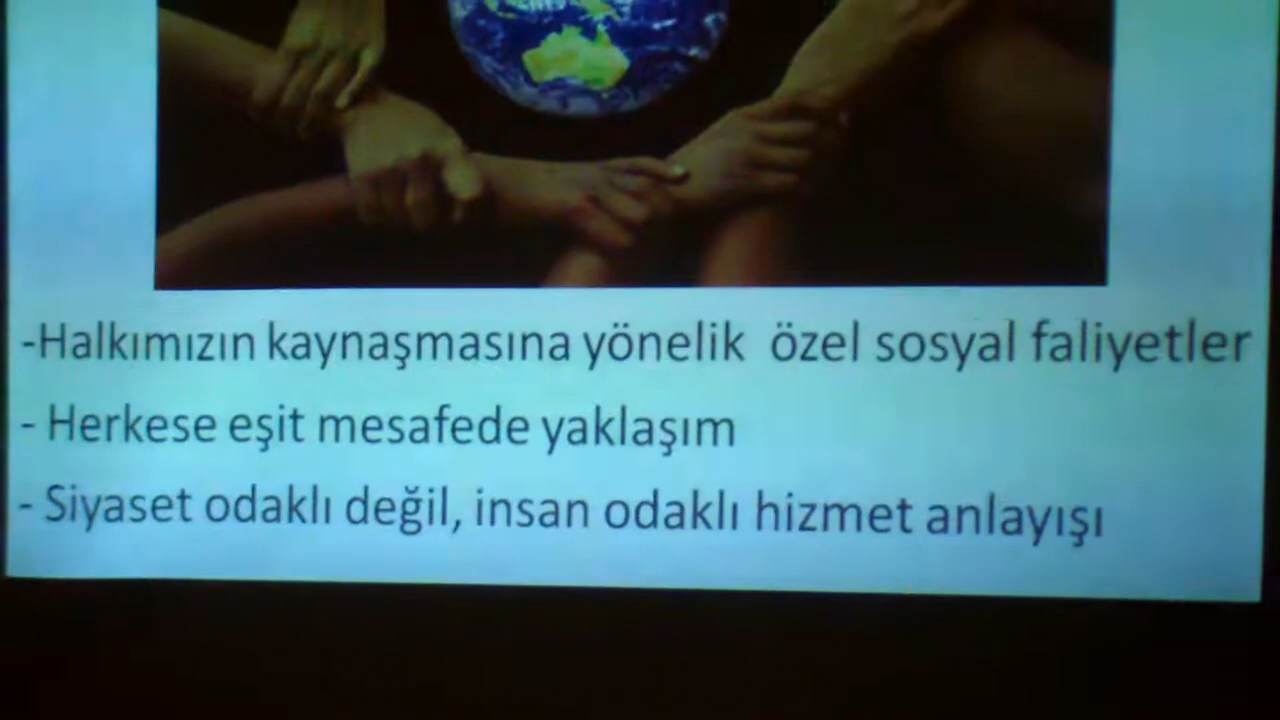 -Halkımızın kaynaşmasına yönelik özel sosyal faliyetler
- Herkese eşit mesafede yaklaşım
- Siyaset odaklı değil, insan odaklı hizmet anlayışı